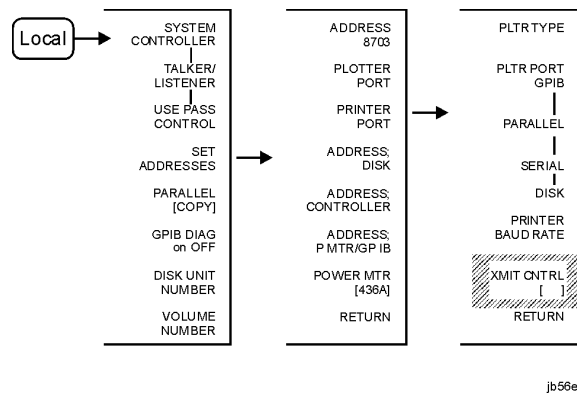 Local
SYSTEM
CONTROLLER
TALKER/
LISTENER
USE PASS
CONTROL
SET
ADDRESSES
PARALLEL
[COPY]
GPIB DIAG
on OFF
DISK UNIT
NUMBER
VOLUME
NUMBER
ADDRESS
8703
PLOTTER
PORT
PRINTER
PORT
ADDRESS;
DISK
ADDRESS;
CONTROLLER
ADDRESS;
P MTR/GPIB
POWER MTR
[436A]
RETURN
PLTR TYPE
PLTR PORT
GPIB
PARALLEL
SERIAL
DISK
PRINTER
BAUD RATE
XMIT CNTRL
[ ]
RETURN
jb56e